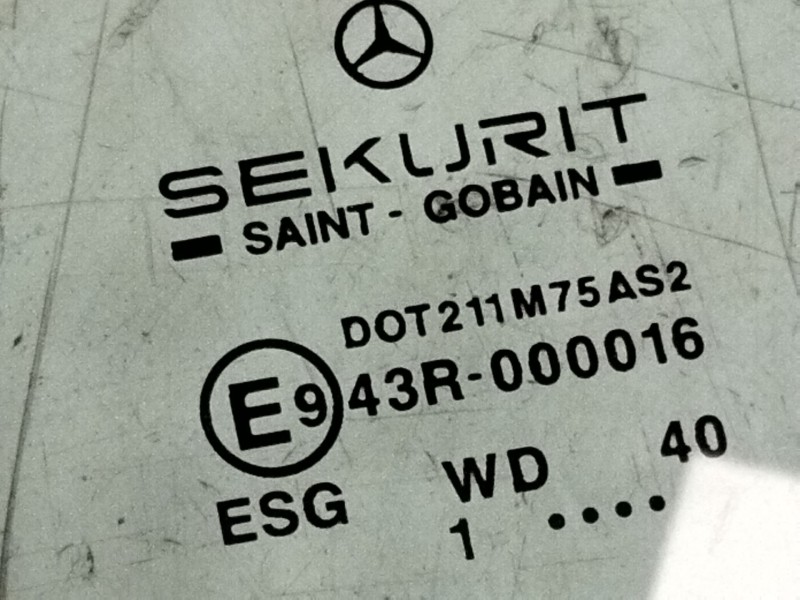 SEKURIT
SAINT - GOBAIN
DOT211M75AS2
E9 43R-000016
ESG WD 40
1 ....